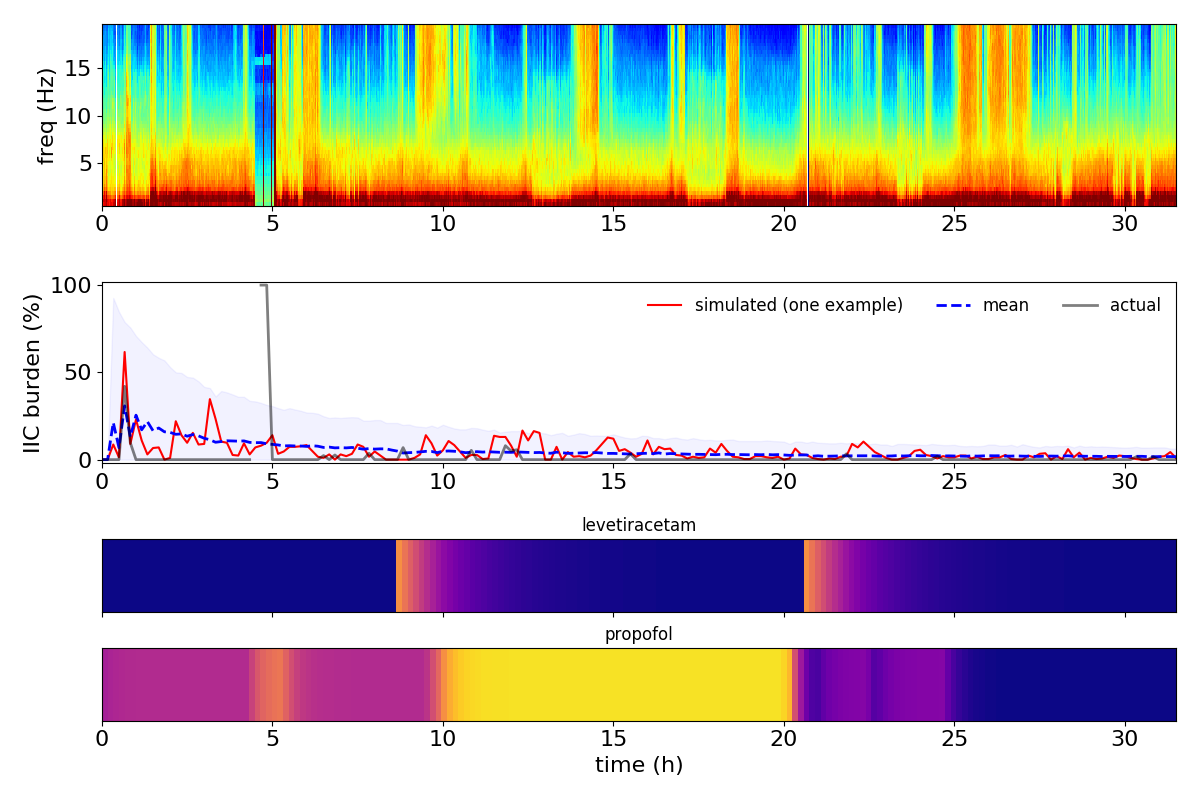 freq (Hz)
15
10
5
0 5 10 15 20 25 30
IIC burden (%)
100
50
0
simulated (one example) mean actual
0 5 10 15 20 25 30
levetiracetam
propofol
0 5 10 15 20 25 30
time (h)